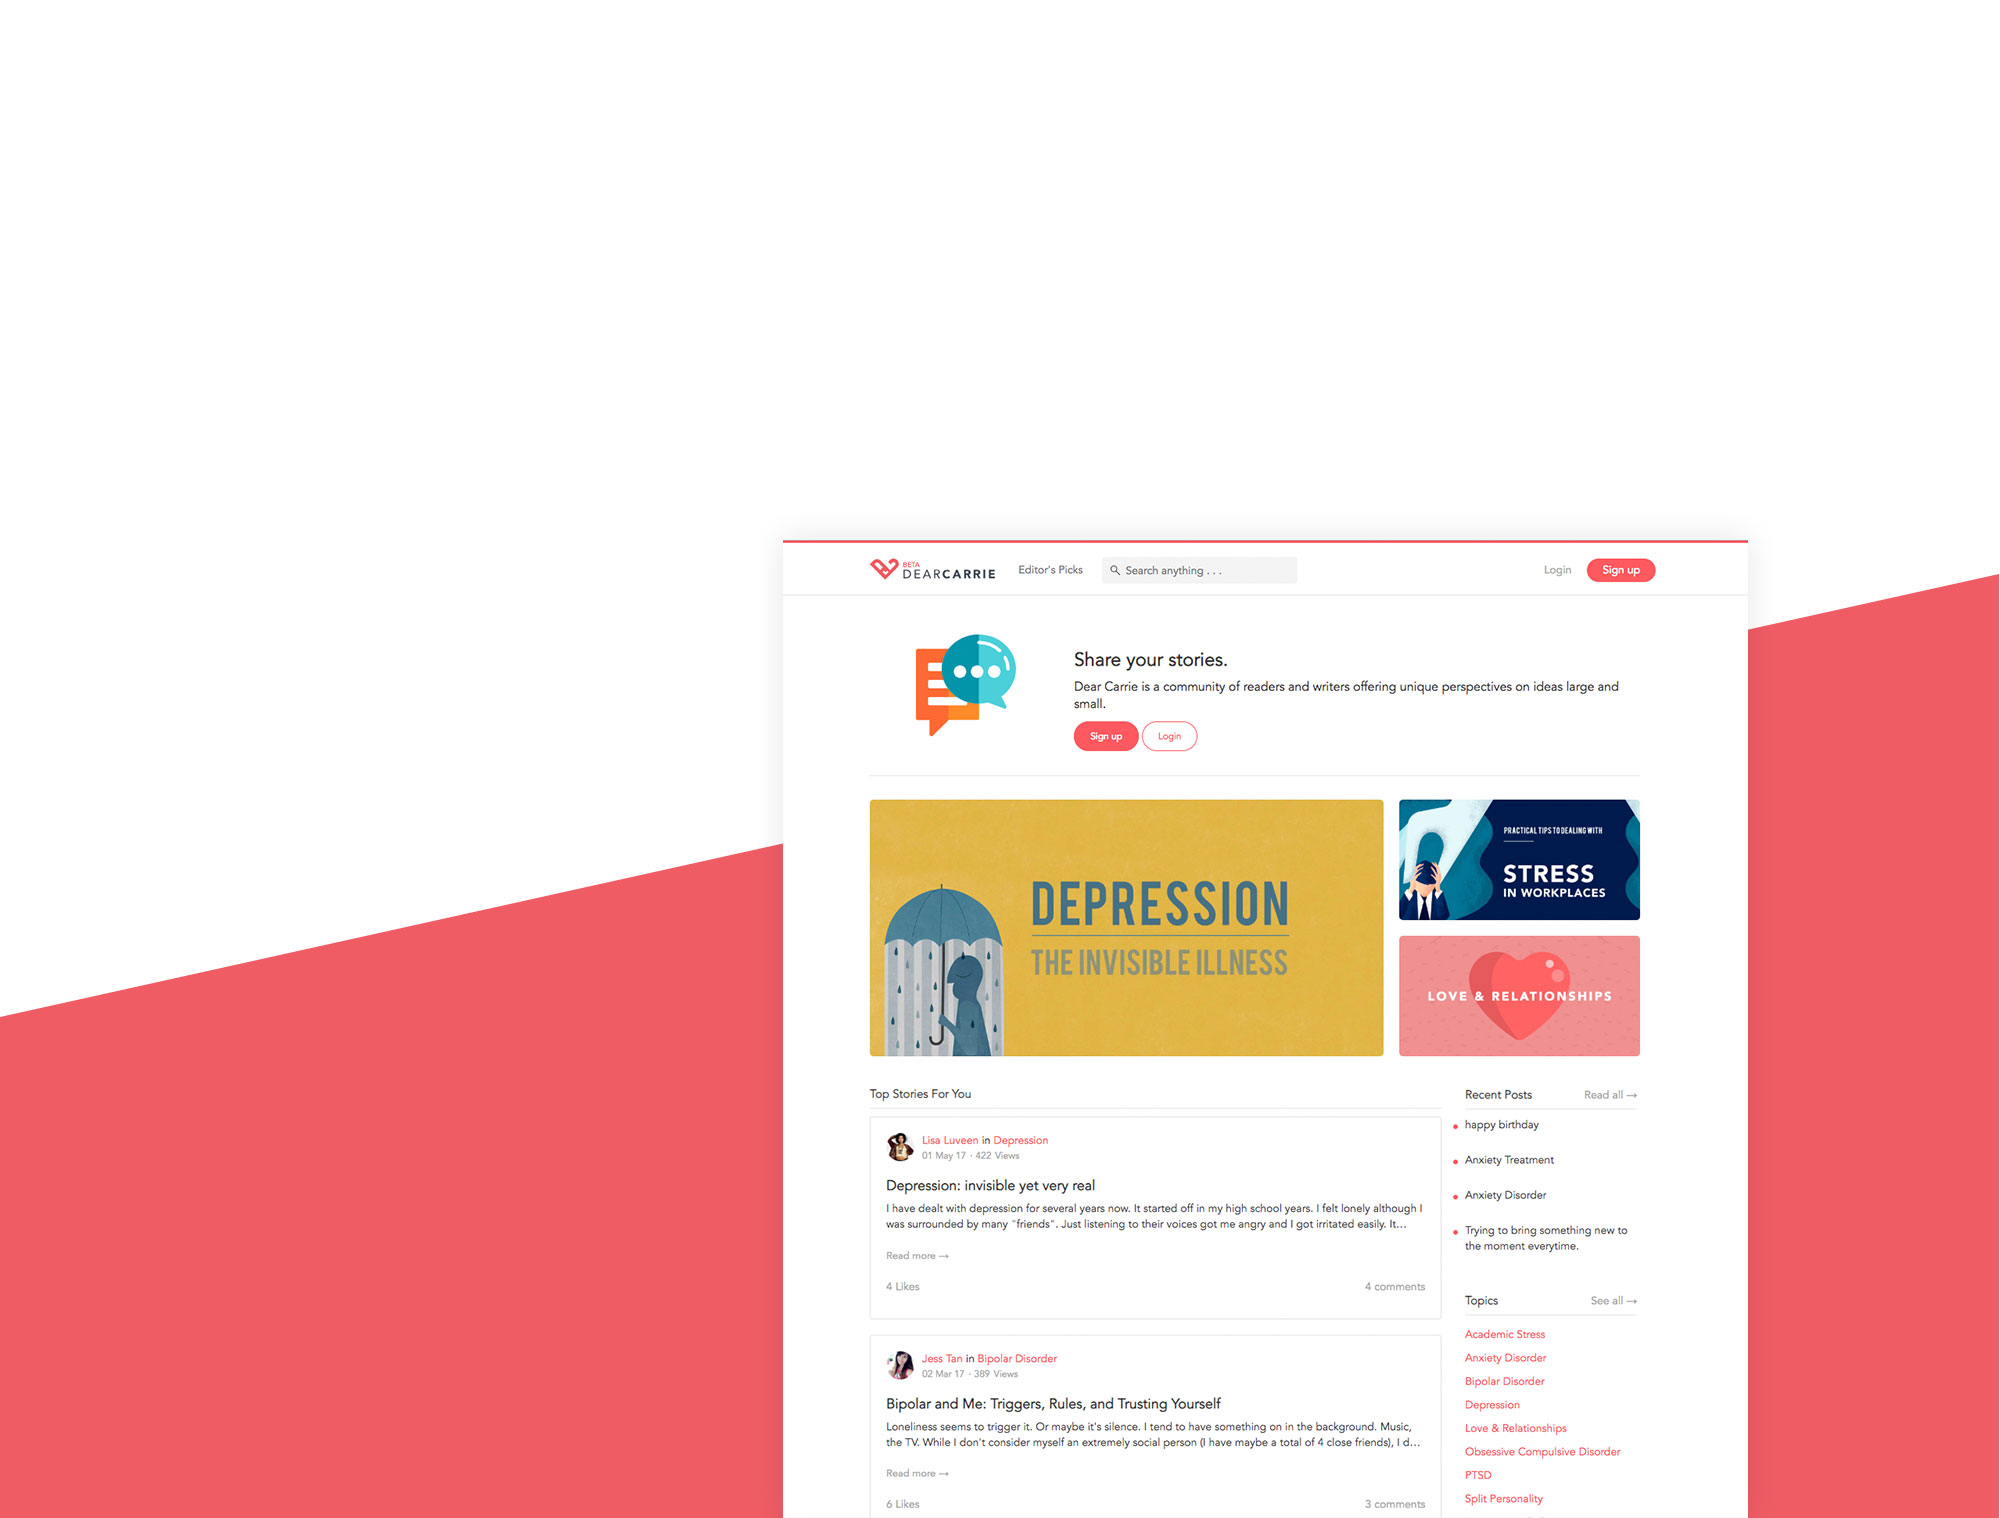 BETA
DEARCARRIE
Editor's Picks
Search anything . . .
Login
Sign up
Share your stories.
Dear Carrie is a community of readers and writers offering unique perspectives on ideas large and
small.
Sign up
Login
DEPRESSION
THE INVISIBLE ILLNESS
PRACTICAL TIPS TO DEALING WITH
STRESS
IN WORKPLACES
LOVE & RELATIONSHIPS
Top Stories For You
Lisa Luveen in Depression
01 May 17 · 422 Views
Depression: invisible yet very real
I have dealt with depression for several years now. It started off in my high school years. I felt lonely although I
was surrounded by many "friends". Just listening to their voices got me angry and I got irritated easily. It...
Read more →
4 Likes
4 comments
Jess Tan in Bipolar Disorder
02 Mar 17 · 389 Views
Bipolar and Me: Triggers, Rules, and Trusting Yourself
Loneliness seems to trigger it. Or maybe it's silence. I tend to have something on in the background. Music,
the TV. While I don't consider myself an extremely social person (I have maybe a total of 4 close friends), I d...
Read more →
6 Likes
3 comments
Recent Posts
Read all →
happy birthday
Anxiety Treatment
Anxiety Disorder
Trying to bring something new to
the moment everytime.
Topics
See all →
Academic Stress
Anxiety Disorder
Bipolar Disorder
Depression
Love & Relationships
Obsessive Compulsive Disorder
PTSD
Split Personality